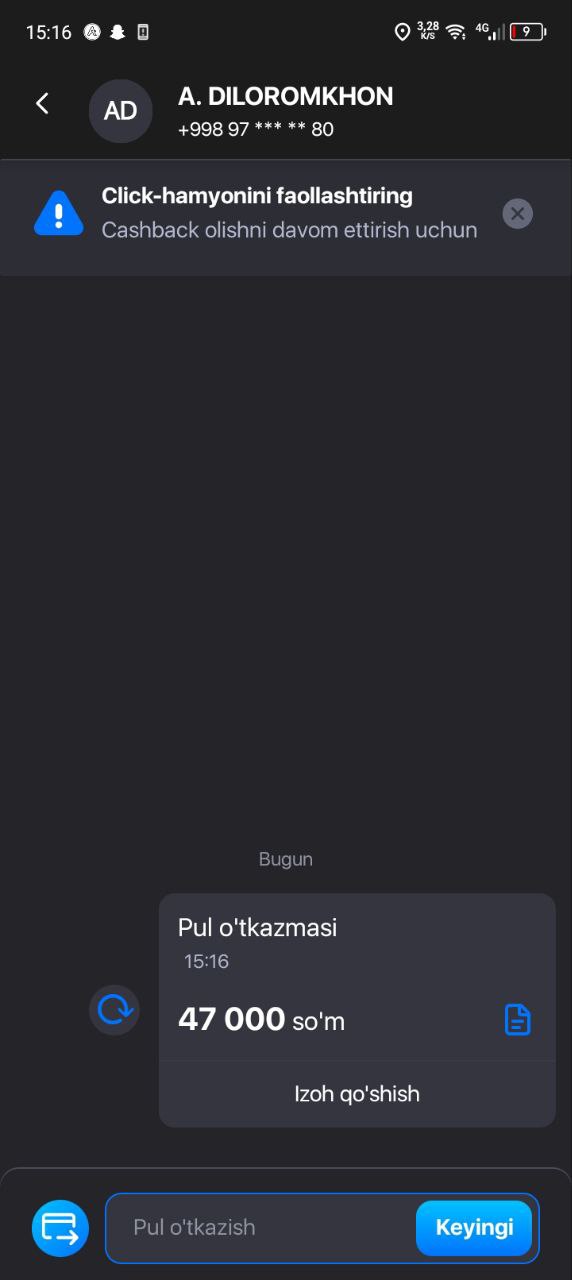 15:16 3,28 K/S 4G 9
A. DILOROMKHON
AD
+998 97 *** ** 80
Click-hamyonini faollashtiring
Cashback olishni davom ettirish uchun
Bugun
Pul o'tkazmasi
15:16
47 000 so'm
Izoh qo'shish
Pul o'tkazish
Keyingi